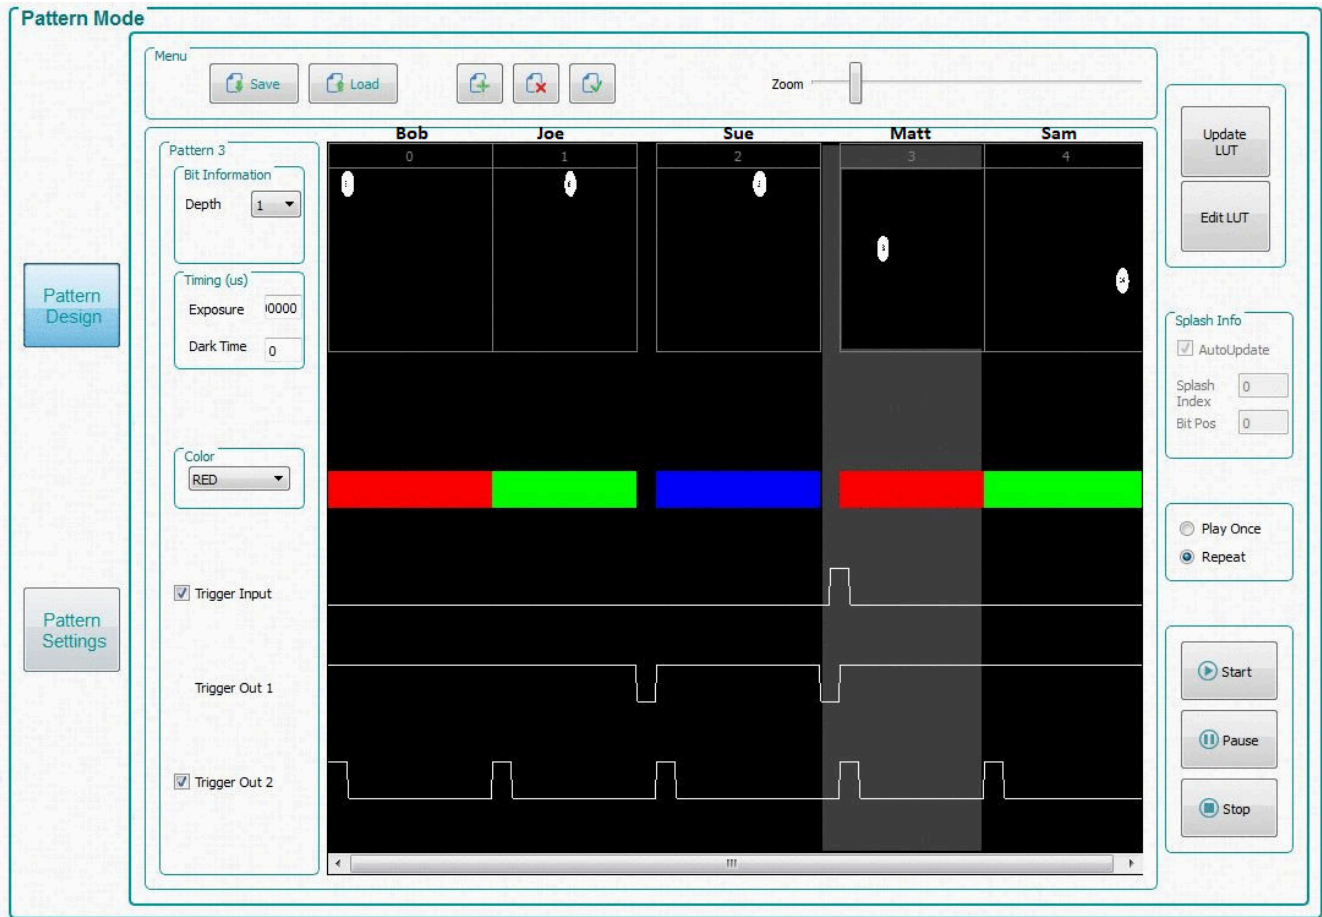 Pattern Mode
Menu
Save
Load
Zoom
Update
LUT
Edit LUT
Bob Joe Sue Matt Sam
0 1 2 3 4
Pattern 3
Bit Information
Depth 1
Timing (us)
Exposure 00000
Dark Time 0
Color
RED
Trigger Input
Trigger Out 1
Trigger Out 2
Pattern
Design
Pattern
Settings
Splash Info
AutoUpdate
Splash
Index
0
Bit Pos 0
Play Once
Repeat
Start
Pause
Stop